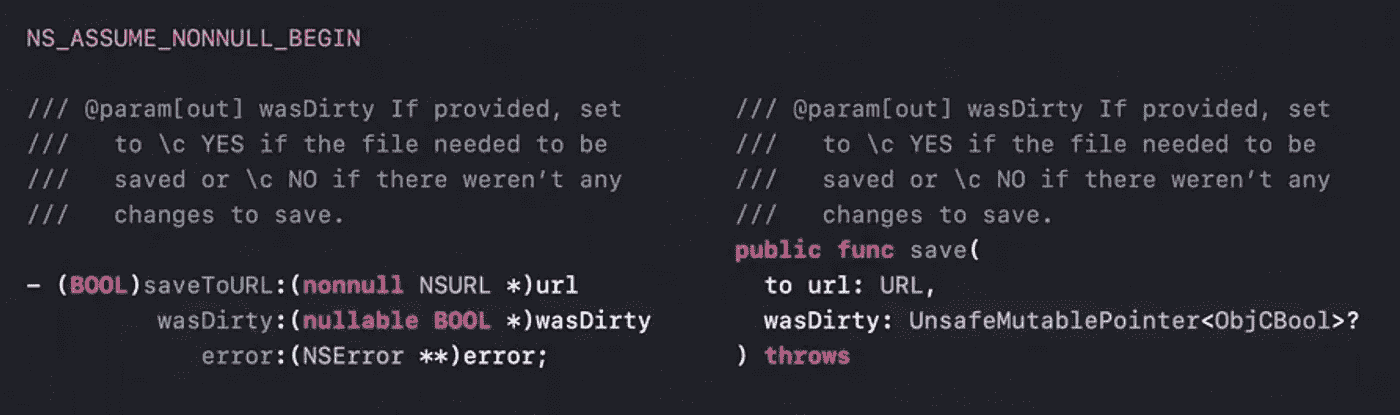 NS_ASSUME_NONNULL_BEGIN
/// @param[out] wasDirty If provided, set
///   to \c YES if the file needed to be
///   saved or \c NO if there weren’t any
///   changes to save.
- (BOOL)saveToURL:(nonnull NSURL *)url
         wasDirty:(nullable BOOL *)wasDirty
            error:(NSError **)error;
/// @param[out] wasDirty If provided, set
///   to \c YES if the file needed to be
///   saved or \c NO if there weren’t any
///   changes to save.
public func save(
  to url: URL,
  wasDirty: UnsafeMutablePointer<ObjCBool>?
) throws